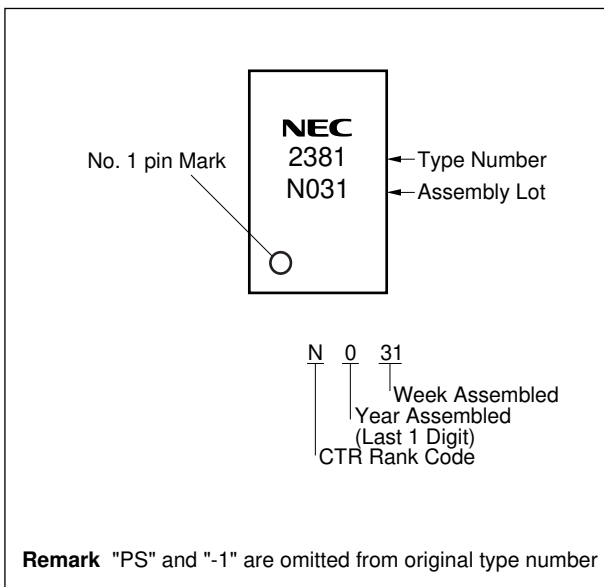 NEC
No. 1 pin Mark
2381
Type Number
N031
Assembly Lot
N 0 31
Week Assembled
Year Assembled
(Last 1 Digit)
CTR Rank Code
Remark "PS" and "-1" are omitted from original type number